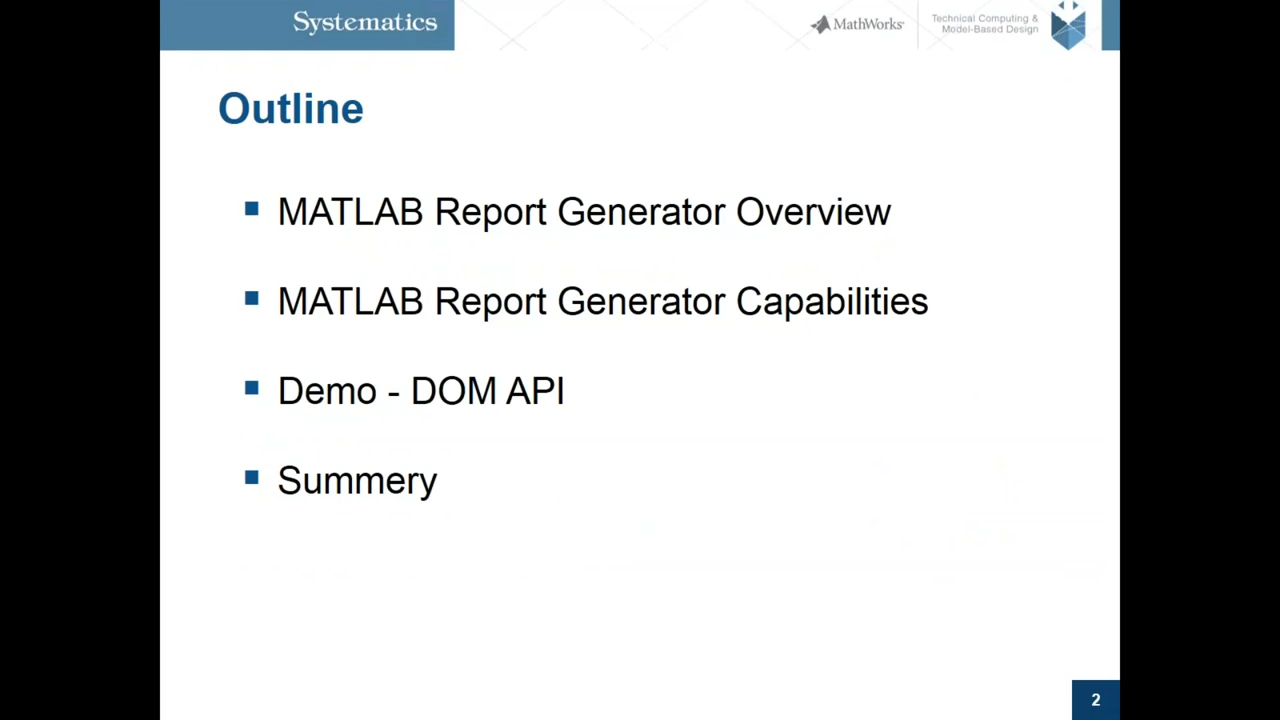 Systematics
MathWorks
Technical Computing &
Model-Based Design
Outline
MATLAB Report Generator Overview
MATLAB Report Generator Capabilities
Demo - DOM API
Summery
2